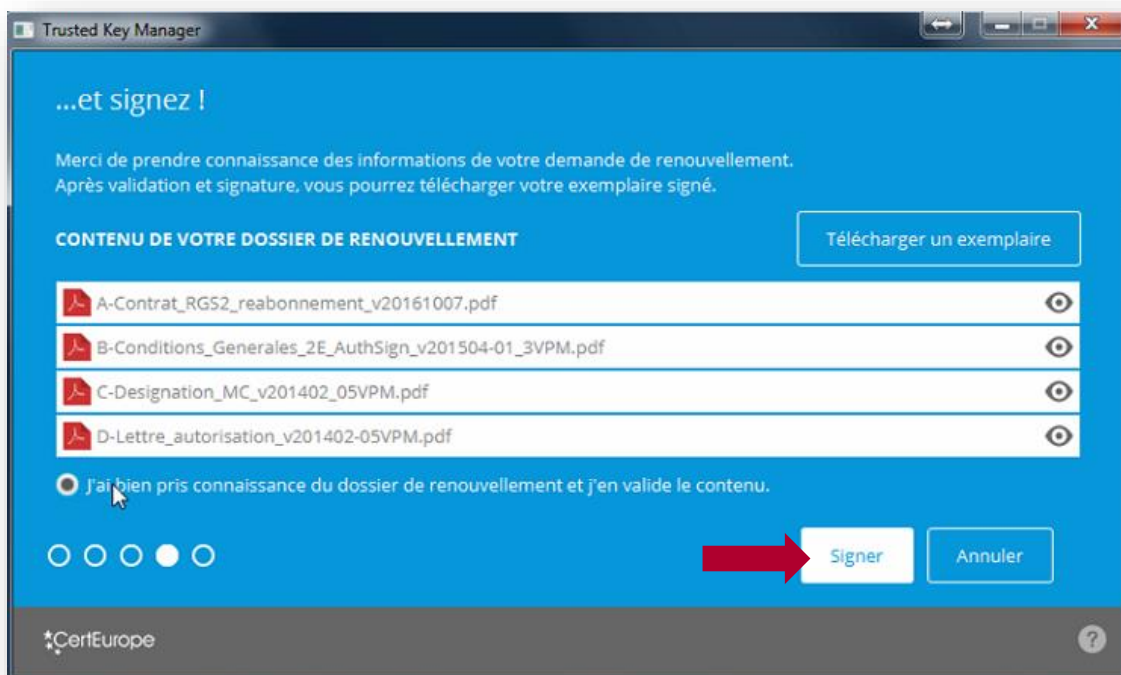 Trusted Key Manager
...et signez !
Merci de prendre connaissance des informations de votre demande de renouvellement.
Après validation et signature, vous pourrez télécharger votre exemplaire signé.
CONTENU DE VOTRE DOSSIER DE RENOUVELLEMENT
Télécharger un exemplaire
A-Contrat_RGS2_reabonnement_v20161007.pdf
B-Conditions_Generales_2E_AuthSign_v201504-01_3VPM.pdf
C-Designation_MC_v201402_05VPM.pdf
D-Lettre_autorisation_v201402-05VPM.pdf
J'ai bien pris connaissance du dossier de renouvellement et j'en valide le contenu.
Signer
Annuler
CertEurope
?